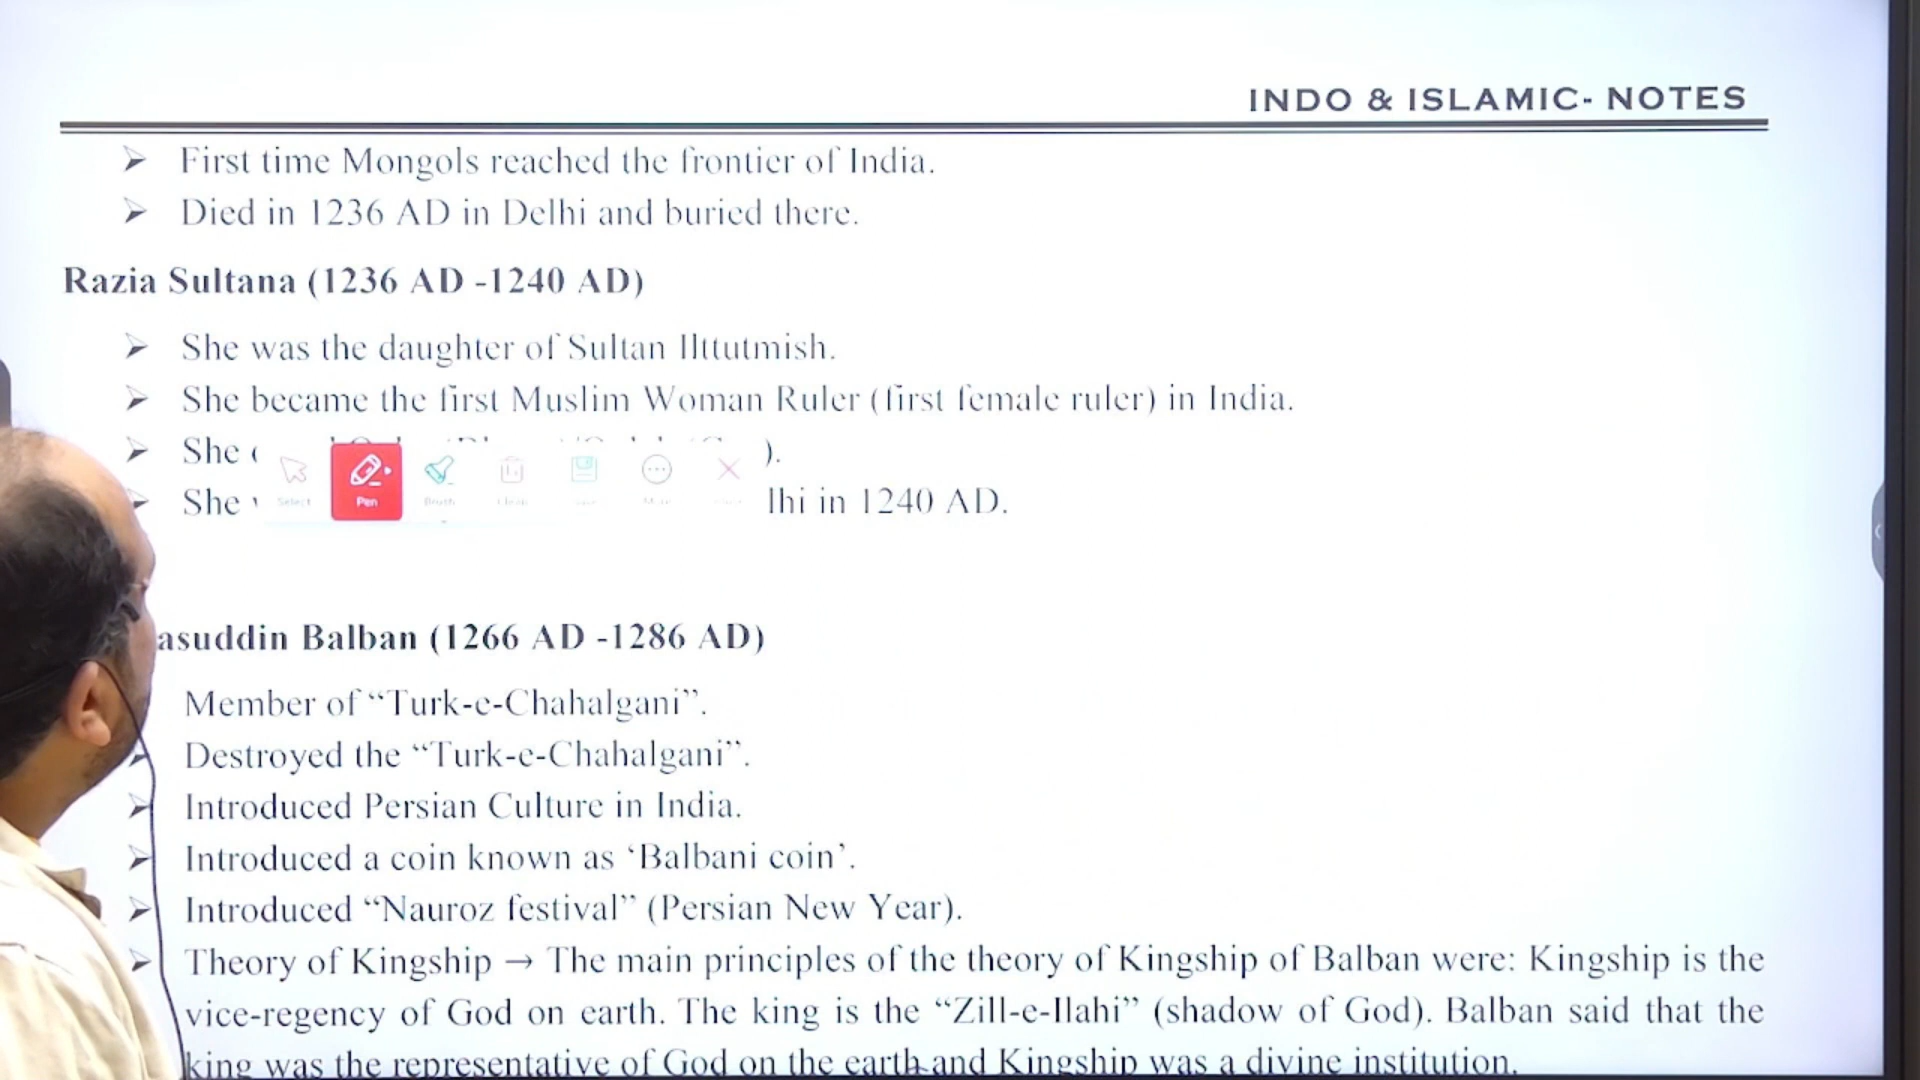 INDO & ISLAMIC- NOTES
➢ First time Mongols reached the frontier of India.
➢ Died in 1236 AD in Delhi and buried there.
Razia Sultana (1236 AD -1240 AD)
➢ She was the daughter of Sultan Ilttutmish.
➢ She became the first Muslim Woman Ruler (first female ruler) in India.
➢ She ).
Select Pen
➢ She lhi in 1240 AD.
asuddin Balban (1266 AD -1286 AD)
Member of “Turk-e-Chahalgani”.
➢ Destroyed the “Turk-e-Chahalgani”.
➢ Introduced Persian Culture in India.
➢ Introduced a coin known as ‘Balbani coin’.
➢ Introduced “Nauroz festival” (Persian New Year).
➢ Theory of Kingship → The main principles of the theory of Kingship of Balban were: Kingship is the
vice-regency of God on earth. The king is the “Zill-e-Ilahi” (shadow of God). Balban said that the
king was the representative of God on the earth and Kingship was a divine institution.